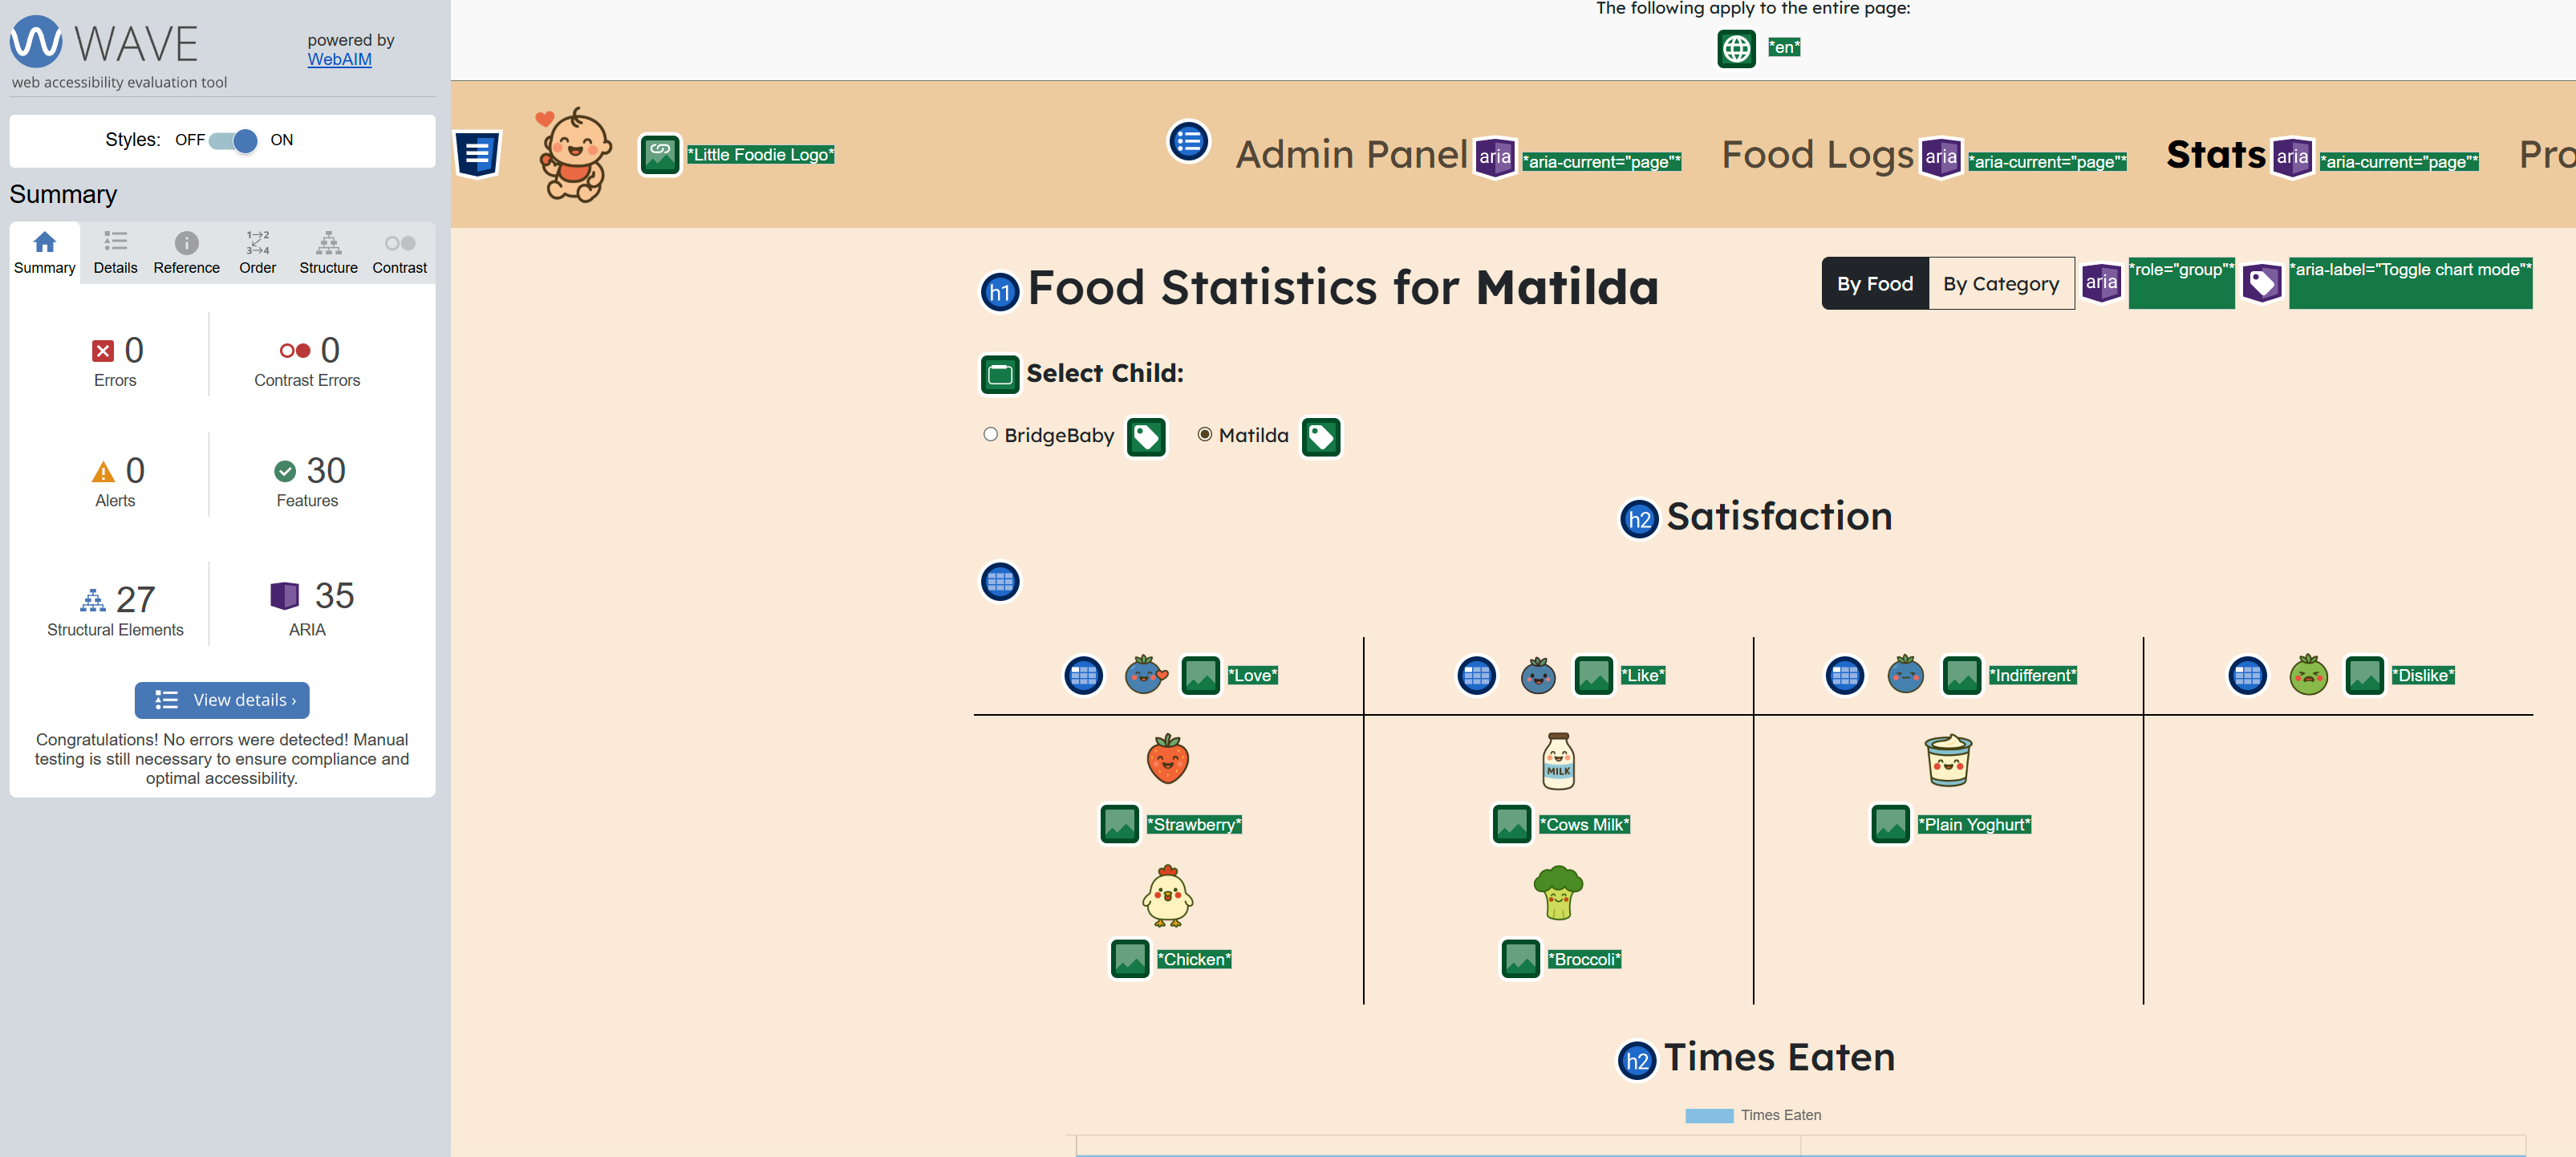 WAVE
powered by
WebAIM
web accessibility evaluation tool
Styles: OFF ON
Summary
Summary Details Reference Order Structure Contrast
1→2
3→4
0 Errors
0 Contrast Errors
0 Alerts
30 Features
27 Structural Elements
35 ARIA
View details ›
Congratulations! No errors were detected! Manual
testing is still necessary to ensure compliance and
optimal accessibility.
The following apply to the entire page:
*en*
*Little Foodie Logo*
Admin Panel aria *aria-current="page"* Food Logs aria *aria-current="page"* Stats aria *aria-current="page"* Pro
h1 Food Statistics for Matilda
By Food By Category aria *role="group"* *aria-label="Toggle chart mode"*
Select Child:
BridgeBaby Matilda
h2 Satisfaction
*Love* *Like* *Indifferent* *Dislike*
MILK
*Strawberry* *Cows Milk* *Plain Yoghurt*
*Chicken* *Broccoli*
h2 Times Eaten
Times Eaten